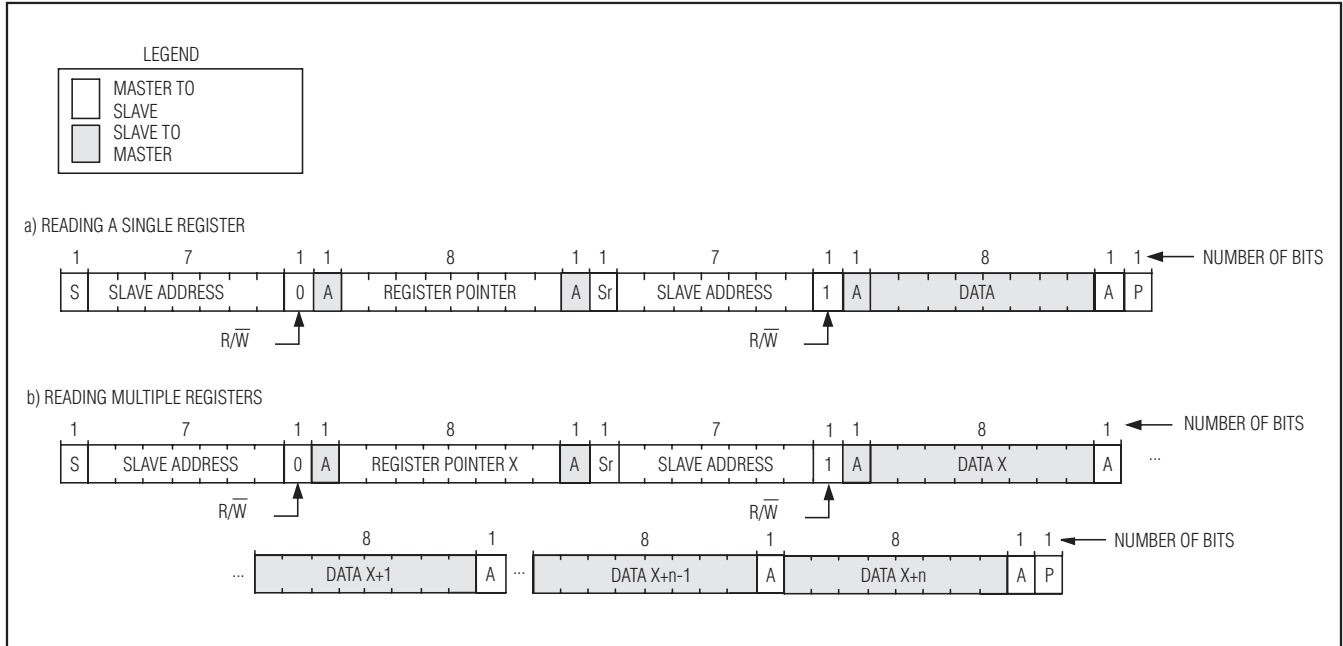 LEGEND
MASTER TO
SLAVE
SLAVE TO
MASTER
a) READING A SINGLE REGISTER
1 7 1 1 8 1 1 7 1 1 8 1 1 NUMBER OF BITS
S SLAVE ADDRESS 0 A REGISTER POINTER A Sr SLAVE ADDRESS 1 A DATA A P
R/W̅ R/W̅
b) READING MULTIPLE REGISTERS
1 7 1 1 8 1 1 7 1 1 8 1 NUMBER OF BITS
S SLAVE ADDRESS 0 A REGISTER POINTER X A Sr SLAVE ADDRESS 1 A DATA X A ...
R/W̅ R/W̅
8 1 8 1 8 1 1 NUMBER OF BITS
... DATA X+1 A ... DATA X+n-1 A DATA X+n A P